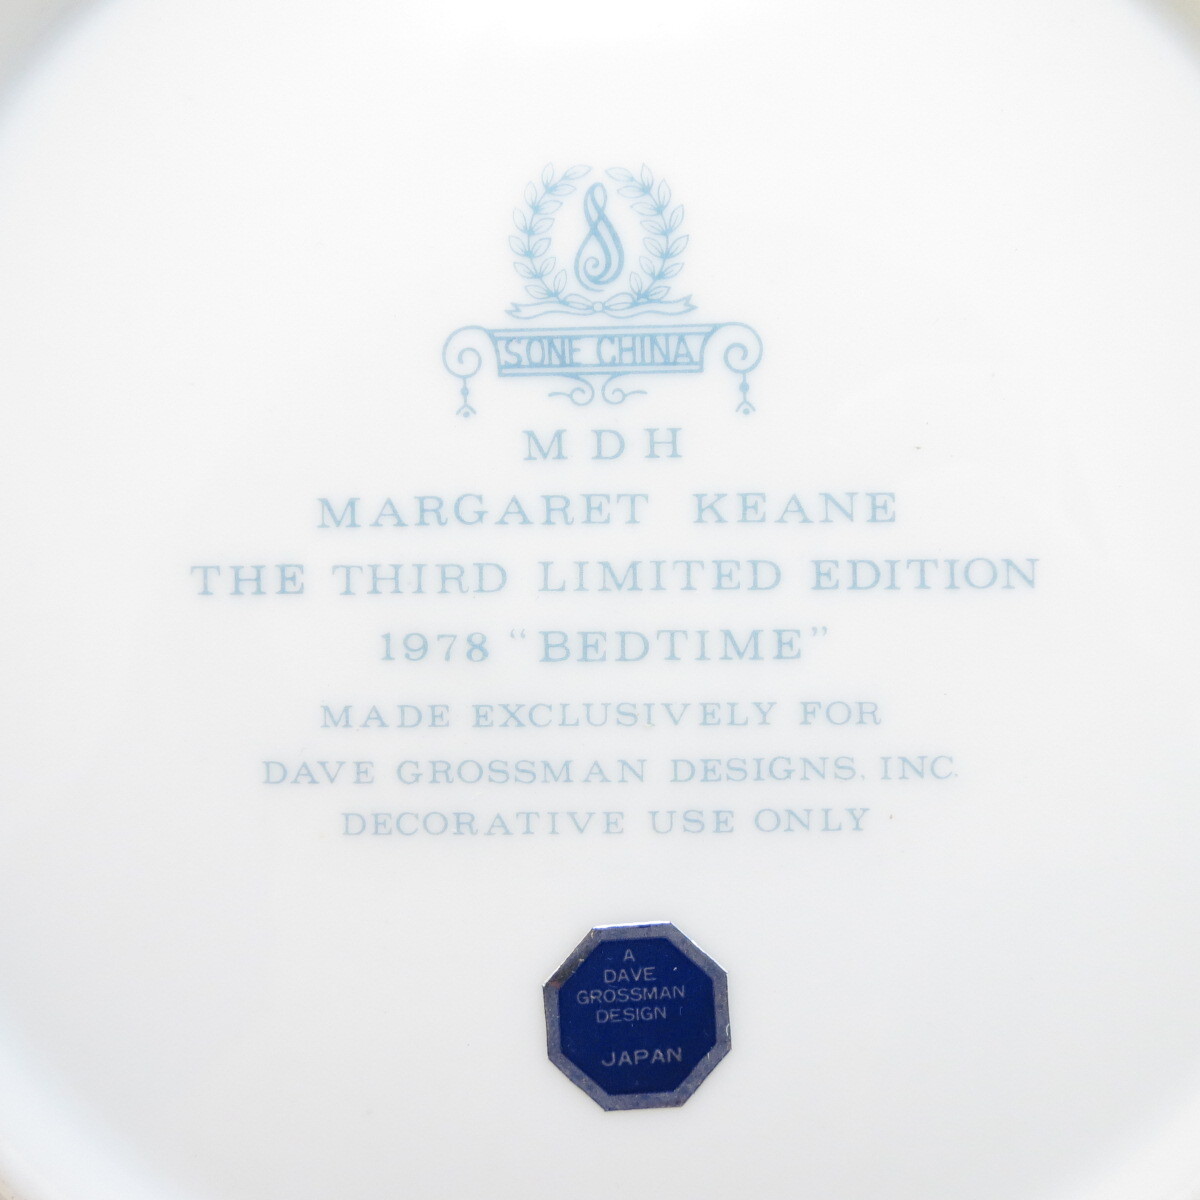 S
SONE CHINA
MDH
MARGARET KEANE
THE THIRD LIMITED EDITION
1978 “BEDTIME”
MADE EXCLUSIVELY FOR
DAVE GROSSMAN DESIGNS, INC.
DECORATIVE USE ONLY
A
DAVE
GROSSMAN
DESIGN
JAPAN